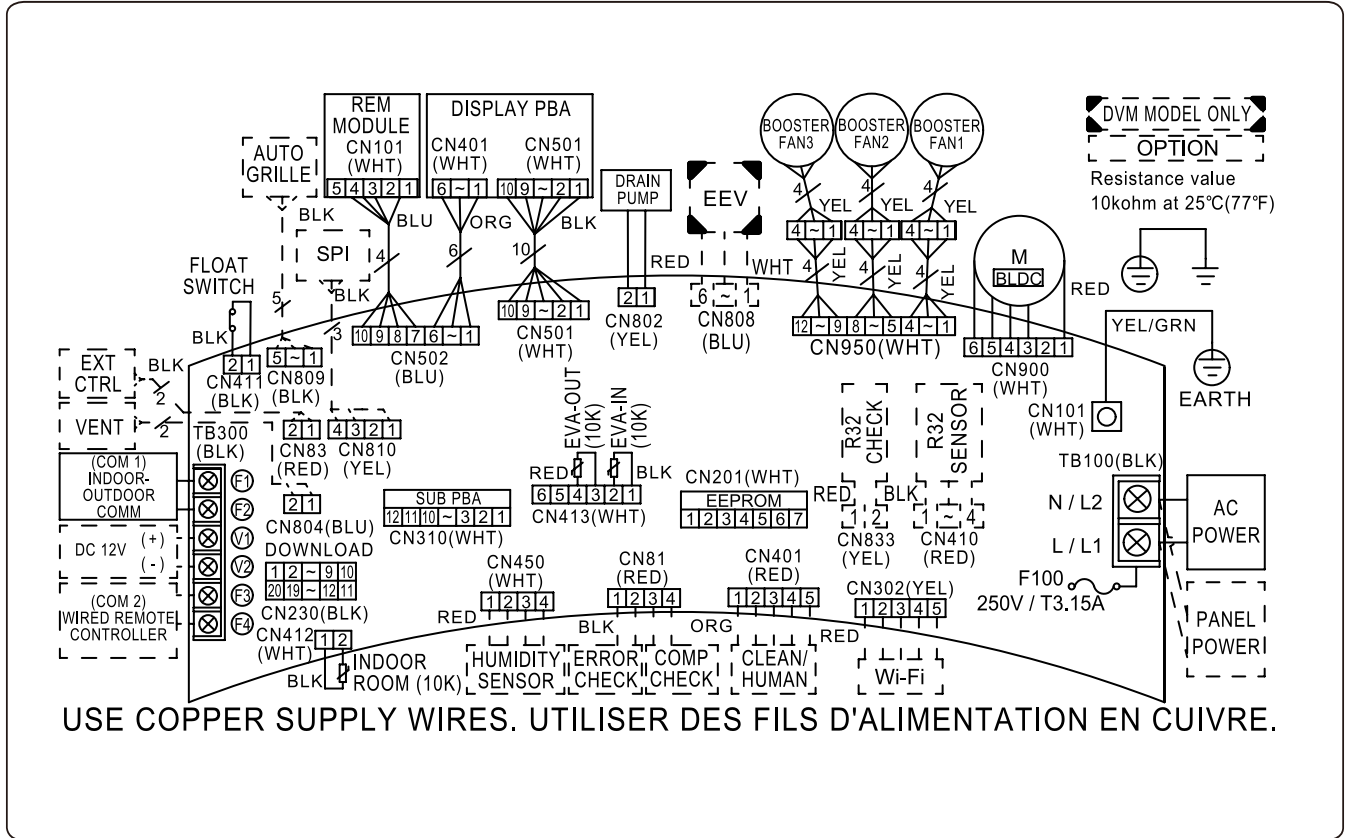 REM
MODULE
CN101
(WHT)
5 4 3 2 1
DISPLAY PBA
CN401
(WHT)
6 ~ 1
CN501
(WHT)
10 9 ~ 2 1
AUTO
GRILLE
BLK
5
SPI
BLK
3
BLU
4
ORG
6
BLK
10
DRAIN
PUMP
RED
EEV
BOOSTER
FAN3
BOOSTER
FAN2
BOOSTER
FAN1
4
YEL
4
YEL
4
YEL
4 ~ 1
4 ~ 1
4 ~ 1
WHT
4
YEL
4
YEL
4
YEL
DVM MODEL ONLY
OPTION
Resistance value
10kohm at 25℃(77℉)
M
BLDC
RED
YEL/GRN
EARTH
FLOAT
SWITCH
BLK
2 1
CN411
(BLK)
5 ~ 1
CN809
(BLK)
10 9 8 7 6 ~ 1
CN502
(BLU)
10 9 ~ 2 1
CN501
(WHT)
2 1
CN802
(YEL)
6 ~ 1
CN808
(BLU)
12 ~ 9 8 ~ 5 4 ~ 1
CN950(WHT)
6 5 4 3 2 1
CN900
(WHT)
CN101
(WHT)
EXT
CTRL
BLK
2
VENT
2
TB300
(BLK)
2 1
CN83
(RED)
4 3 2 1
CN810
(YEL)
2 1
CN804(BLU)
(COM 1)
INDOOR-
OUTDOOR
COMM
F1
F2
DC 12V
(+)
(-)
V1
V2
(COM 2)
WIRED REMOTE
CONTROLLER
F3
F4
DOWNLOAD
1 2 ~ 9 10
20 19 ~ 12 11
CN230(BLK)
SUB PBA
12 11 10 ~ 3 2 1
CN310(WHT)
EVA-OUT
(10K)
EVA-IN
(10K)
RED
BLK
6 5 4 3 2 1
CN413(WHT)
CN201(WHT)
EEPROM
1 2 3 4 5 6 7
R32
CHECK
RED
BLK
1 2
CN833
(YEL)
R32
SENSOR
1 ~ 4
CN410
(RED)
TB100(BLK)
N / L2
L / L1
AC
POWER
F100
250V / T3.15A
PANEL
POWER
CN412
(WHT)
1 2
BLK
INDOOR
ROOM (10K)
CN450
(WHT)
RED
1 2 3 4
HUMIDITY
SENSOR
CN81
(RED)
1 2 3 4
BLK
ERROR
CHECK
COMP
CHECK
CN401
(RED)
1 2 3 4 5
ORG
CLEAN/
HUMAN
CN302(YEL)
1 2 3 4 5
RED
Wi-Fi
USE COPPER SUPPLY WIRES. UTILISER DES FILS D'ALIMENTATION EN CUIVRE.